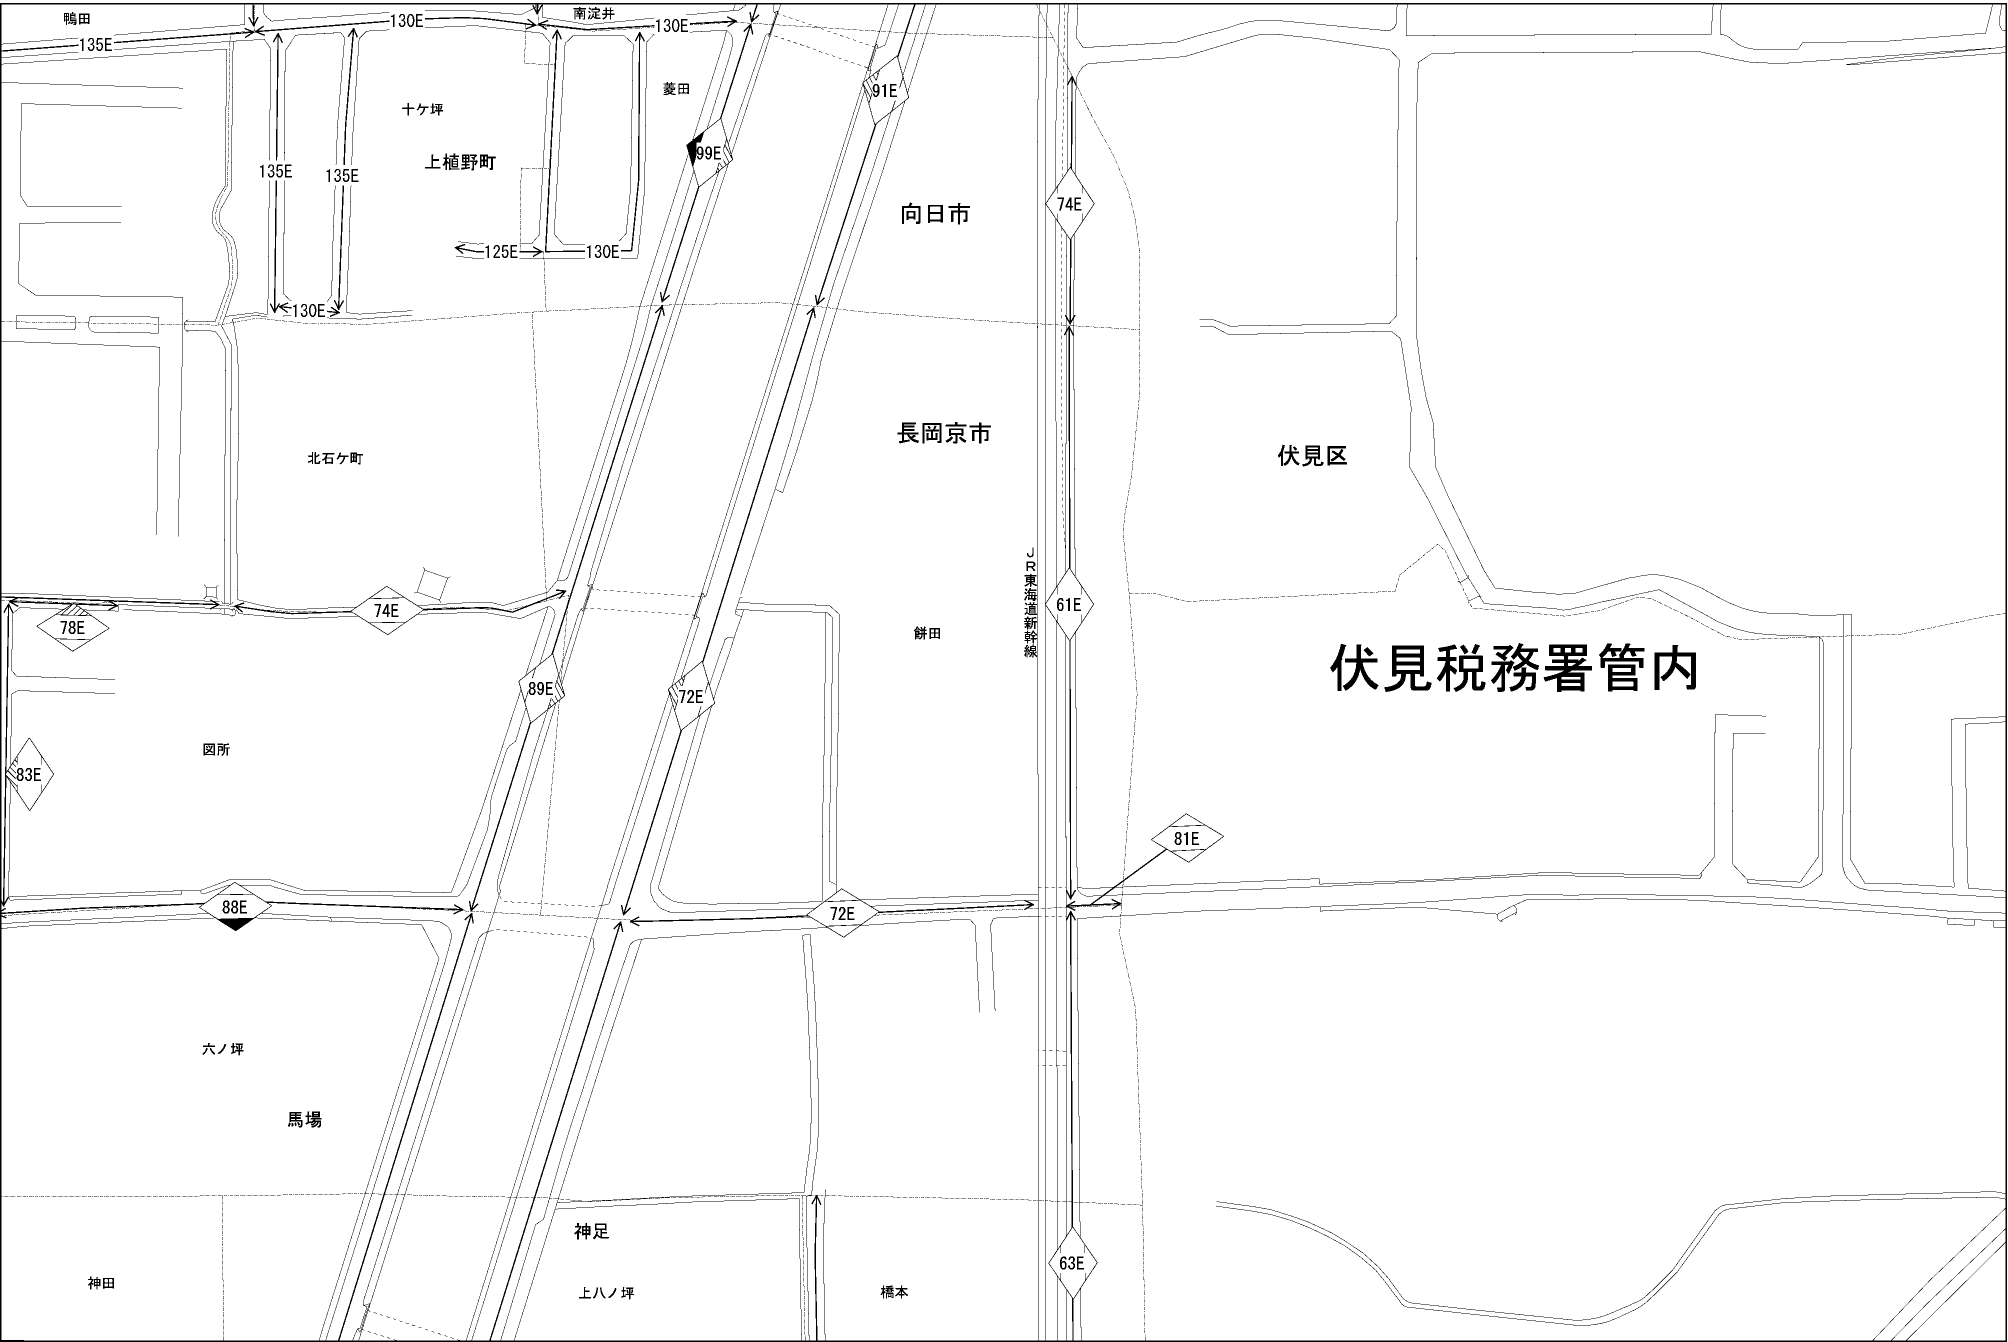 鴨田
135E
130E
南淀井
130E
菱田
91E
十ケ坪
上植野町
99E
135E
135E
向日市
74E
125E
130E
130E
長岡京市
伏見区
北石ケ町
JR東海道新幹線
74E
61E
78E
餅田
伏見税務署管内
89E
72E
図所
83E
81E
88E
72E
六ノ坪
馬場
神足
63E
神田
上八ノ坪
橋本